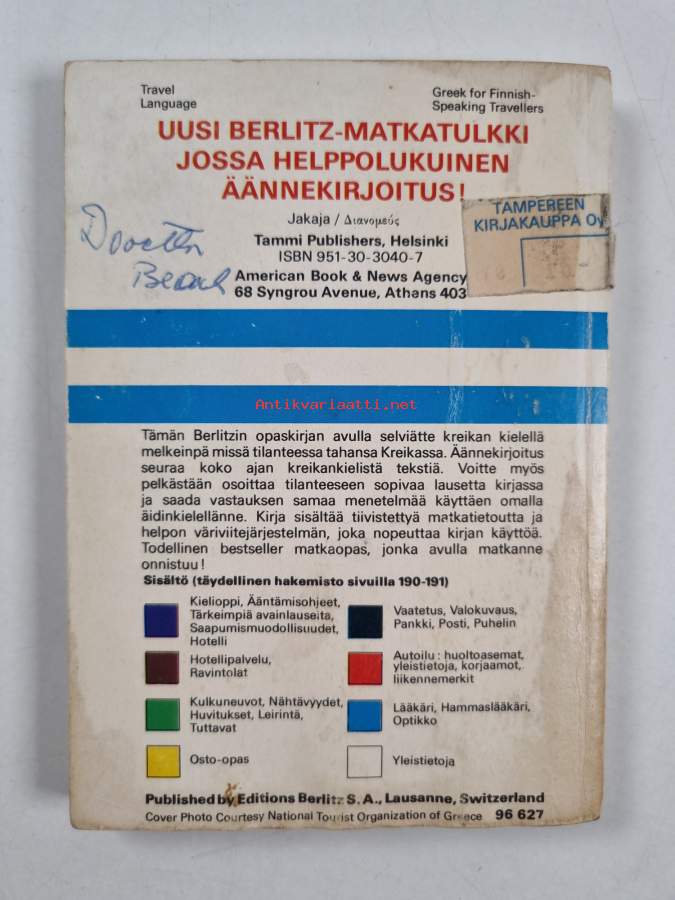 Travel
Language
Greek for Finnish-
Speaking Travellers
UUSI BERLITZ-MATKATULKKI
JOSSA HELPPOLUKUINEN
ÄÄNNEKIRJOITUS!
TAMPEREEN
KIRJAKAUPPA Oy
Jakaja / Διανομεύς
Tammi Publishers, Helsinki
ISBN 951-30-3040-7
American Book & News Agency
68 Syngrou Avenue, Athens 403
Antikvariaatti.net
Tämän Berlitzin opaskirjan avulla selviätte kreikan kielellä
melkeinpä missä tilanteessa tahansa Kreikassa. Äännekirjoitus
seuraa koko ajan kreikankielistä tekstiä. Voitte myös
pelkästään osoittaa tilanteeseen sopivaa lausetta kirjassa
ja saada vastauksen samaa menetelmää käyttäen omalla
äidinkielellänne. Kirja sisältää tiivistettyä matkatietoutta ja
helpon väriviitejärjestelmän, joka nopeuttaa kirjan käyttöä.
Todellinen bestseller matkaopas, jonka avulla matkanne
onnistuu!
Sisältö (täydellinen hakemisto sivuilla 190-191)
Kielioppi, Ääntämisohjeet,
Tärkeimpiä avainlauseita,
Saapumismuodollisuudet,
Hotelli
Hotellipalvelu,
Ravintolat
Kulkuneuvot, Nähtävyydet,
Huvitukset, Leirintä,
Tuttavat
Osto-opas
Vaatetus, Valokuvaus,
Pankki, Posti, Puhelin
Autoilu: huoltoasemat,
yleistietoja, korjaamot,
liikennemerkit
Lääkäri, Hammaslääkäri,
Optikko
Yleistietoja
Published by Editions Berlitz S.A., Lausanne, Switzerland
Cover Photo Courtesy National Tourist Organization of Greece 96 627